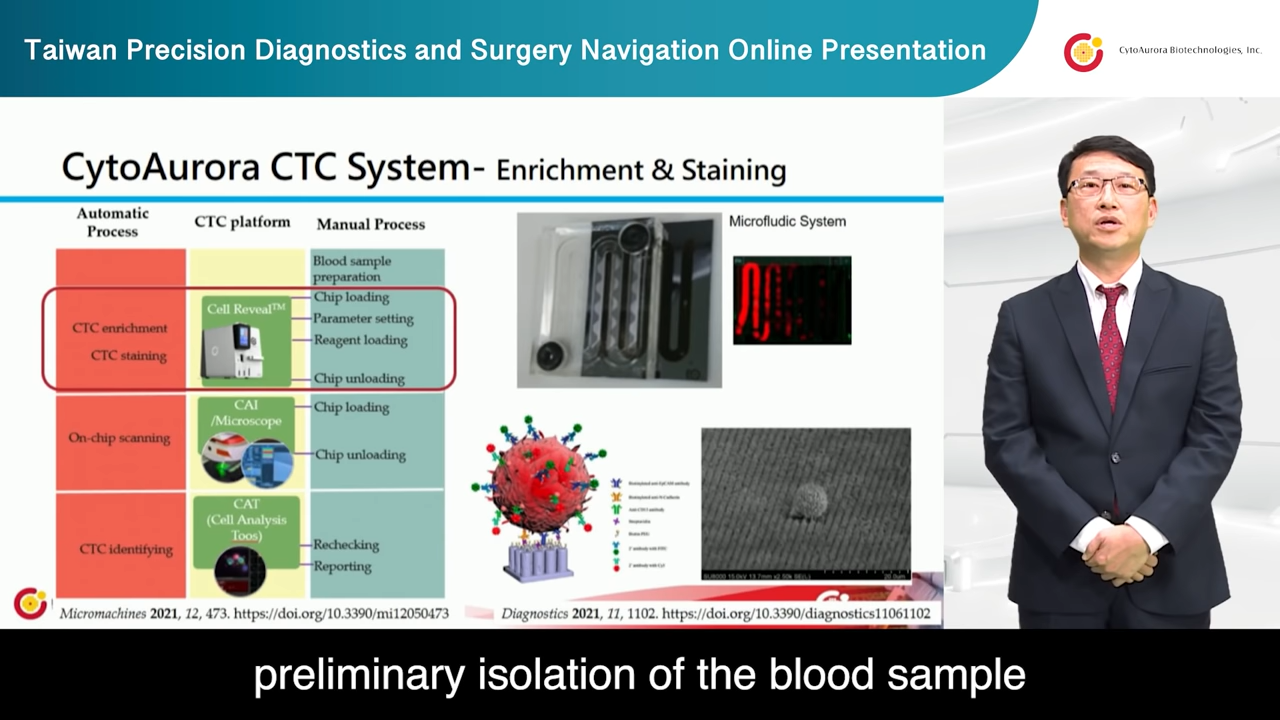 Taiwan Precision Diagnostics and Surgery Navigation Online Presentation
CytoAurora Biotechnologies, Inc.
CytoAurora CTC System- Enrichment & Staining
Automatic
Process
CTC platform
Manual Process
Blood sample
preparation
Chip loading
Cell Reveal™
Parameter setting
CTC enrichment
Reagent loading
CTC staining
Chip unloading
CAI
/Microscope
Chip loading
On-chip scanning
Chip unloading
CAT
(Cell Analysis
Toos)
CTC identifying
Rechecking
Reporting
Microfludic System
Micromachines 2021, 12, 473. https://doi.org/10.3390/mi12050473
Diagnostics 2021, 11, 1102. https://doi.org/10.3390/diagnostics11061102
preliminary isolation of the blood sample